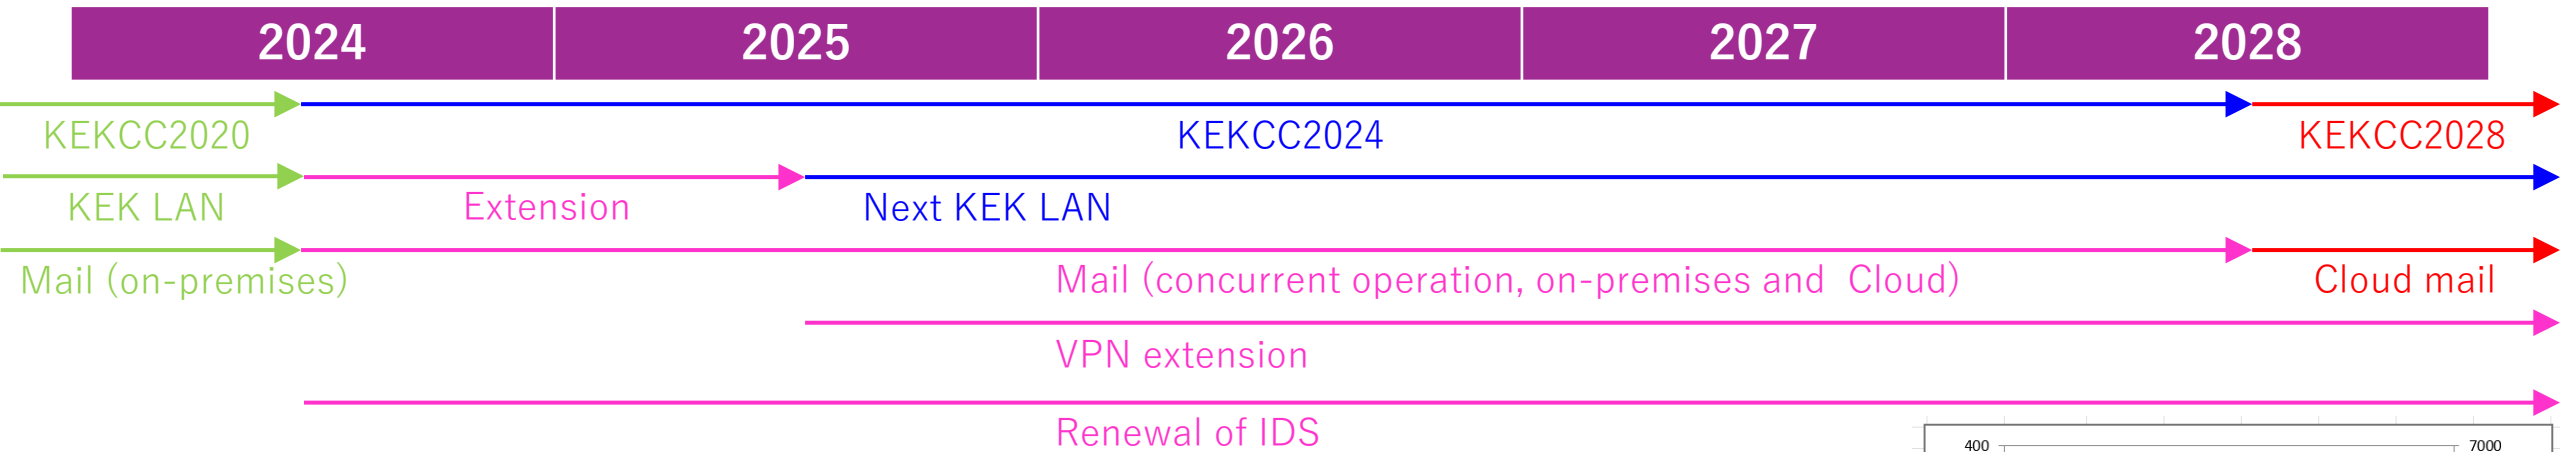 2024 2025 2026 2027 2028
KEKCC2020 KEKCC2024 KEKCC2028
KEK LAN Extension Next KEK LAN
Mail (on-premises) Mail (concurrent operation, on-premises and Cloud) Cloud mail
VPN extension
Renewal of IDS
400 7000